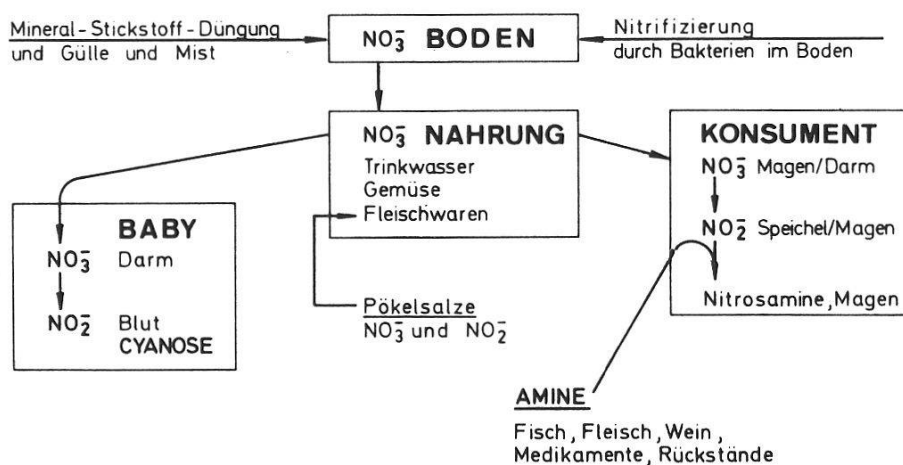 Mineral-Stickstoff-Düngung
und Gülle und Mist
NO₃⁻ BODEN
Nitrifizierung
durch Bakterien im Boden
NO₃⁻ NAHRUNG
Trinkwasser
Gemüse
Fleischwaren
KONSUMENT
NO₃⁻ Magen/Darm
NO₂⁻ Speichel/Magen
Nitrosamine, Magen
BABY
NO₃⁻ Darm
NO₂⁻ Blut
CYANOSE
Pökelsalze
NO₃⁻ und NO₂⁻
AMINE
Fisch, Fleisch, Wein,
Medikamente, Rückstände